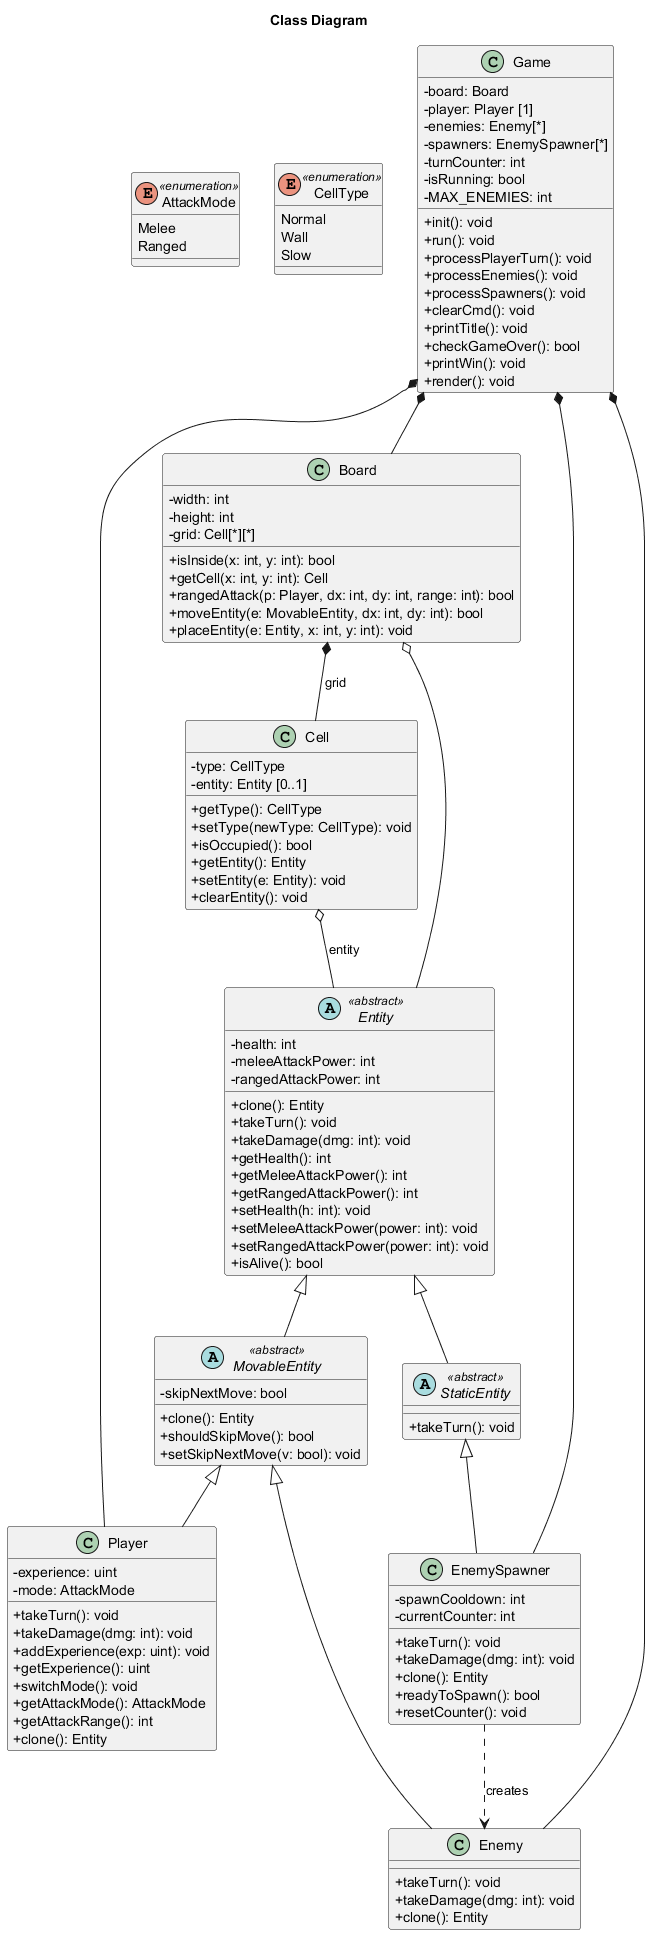 Class Diagram
C Game
-board: Board
-player: Player [1]
-enemies: Enemy[*]
-spawners: EnemySpawner[*]
-turnCounter: int
-isRunning: bool
-MAX_ENEMIES: int
+init(): void
+run(): void
+processPlayerTurn(): void
+processEnemies(): void
+processSpawners(): void
+clearCmd(): void
+printTitle(): void
+checkGameOver(): bool
+printWin(): void
+render(): void
E «enumeration»
AttackMode
Melee
Ranged
E «enumeration»
CellType
Normal
Wall
Slow
C Board
-width: int
-height: int
-grid: Cell[*][*]
+isInside(x: int, y: int): bool
+getCell(x: int, y: int): Cell
+rangedAttack(p: Player, dx: int, dy: int, range: int): bool
+moveEntity(e: MovableEntity, dx: int, dy: int): bool
+placeEntity(e: Entity, x: int, y: int): void
grid
C Cell
-type: CellType
-entity: Entity [0..1]
+getType(): CellType
+setType(newType: CellType): void
+isOccupied(): bool
+getEntity(): Entity
+setEntity(e: Entity): void
+clearEntity(): void
entity
A «abstract»
Entity
-health: int
-meleeAttackPower: int
-rangedAttackPower: int
+clone(): Entity
+takeTurn(): void
+takeDamage(dmg: int): void
+getHealth(): int
+getMeleeAttackPower(): int
+getRangedAttackPower(): int
+setHealth(h: int): void
+setMeleeAttackPower(power: int): void
+setRangedAttackPower(power: int): void
+isAlive(): bool
A «abstract»
MovableEntity
-skipNextMove: bool
+clone(): Entity
+shouldSkipMove(): bool
+setSkipNextMove(v: bool): void
A «abstract»
StaticEntity
+takeTurn(): void
C Player
-experience: uint
-mode: AttackMode
+takeTurn(): void
+takeDamage(dmg: int): void
+addExperience(exp: uint): void
+getExperience(): uint
+switchMode(): void
+getAttackMode(): AttackMode
+getAttackRange(): int
+clone(): Entity
C EnemySpawner
-spawnCooldown: int
-currentCounter: int
+takeTurn(): void
+takeDamage(dmg: int): void
+clone(): Entity
+readyToSpawn(): bool
+resetCounter(): void
creates
C Enemy
+takeTurn(): void
+takeDamage(dmg: int): void
+clone(): Entity